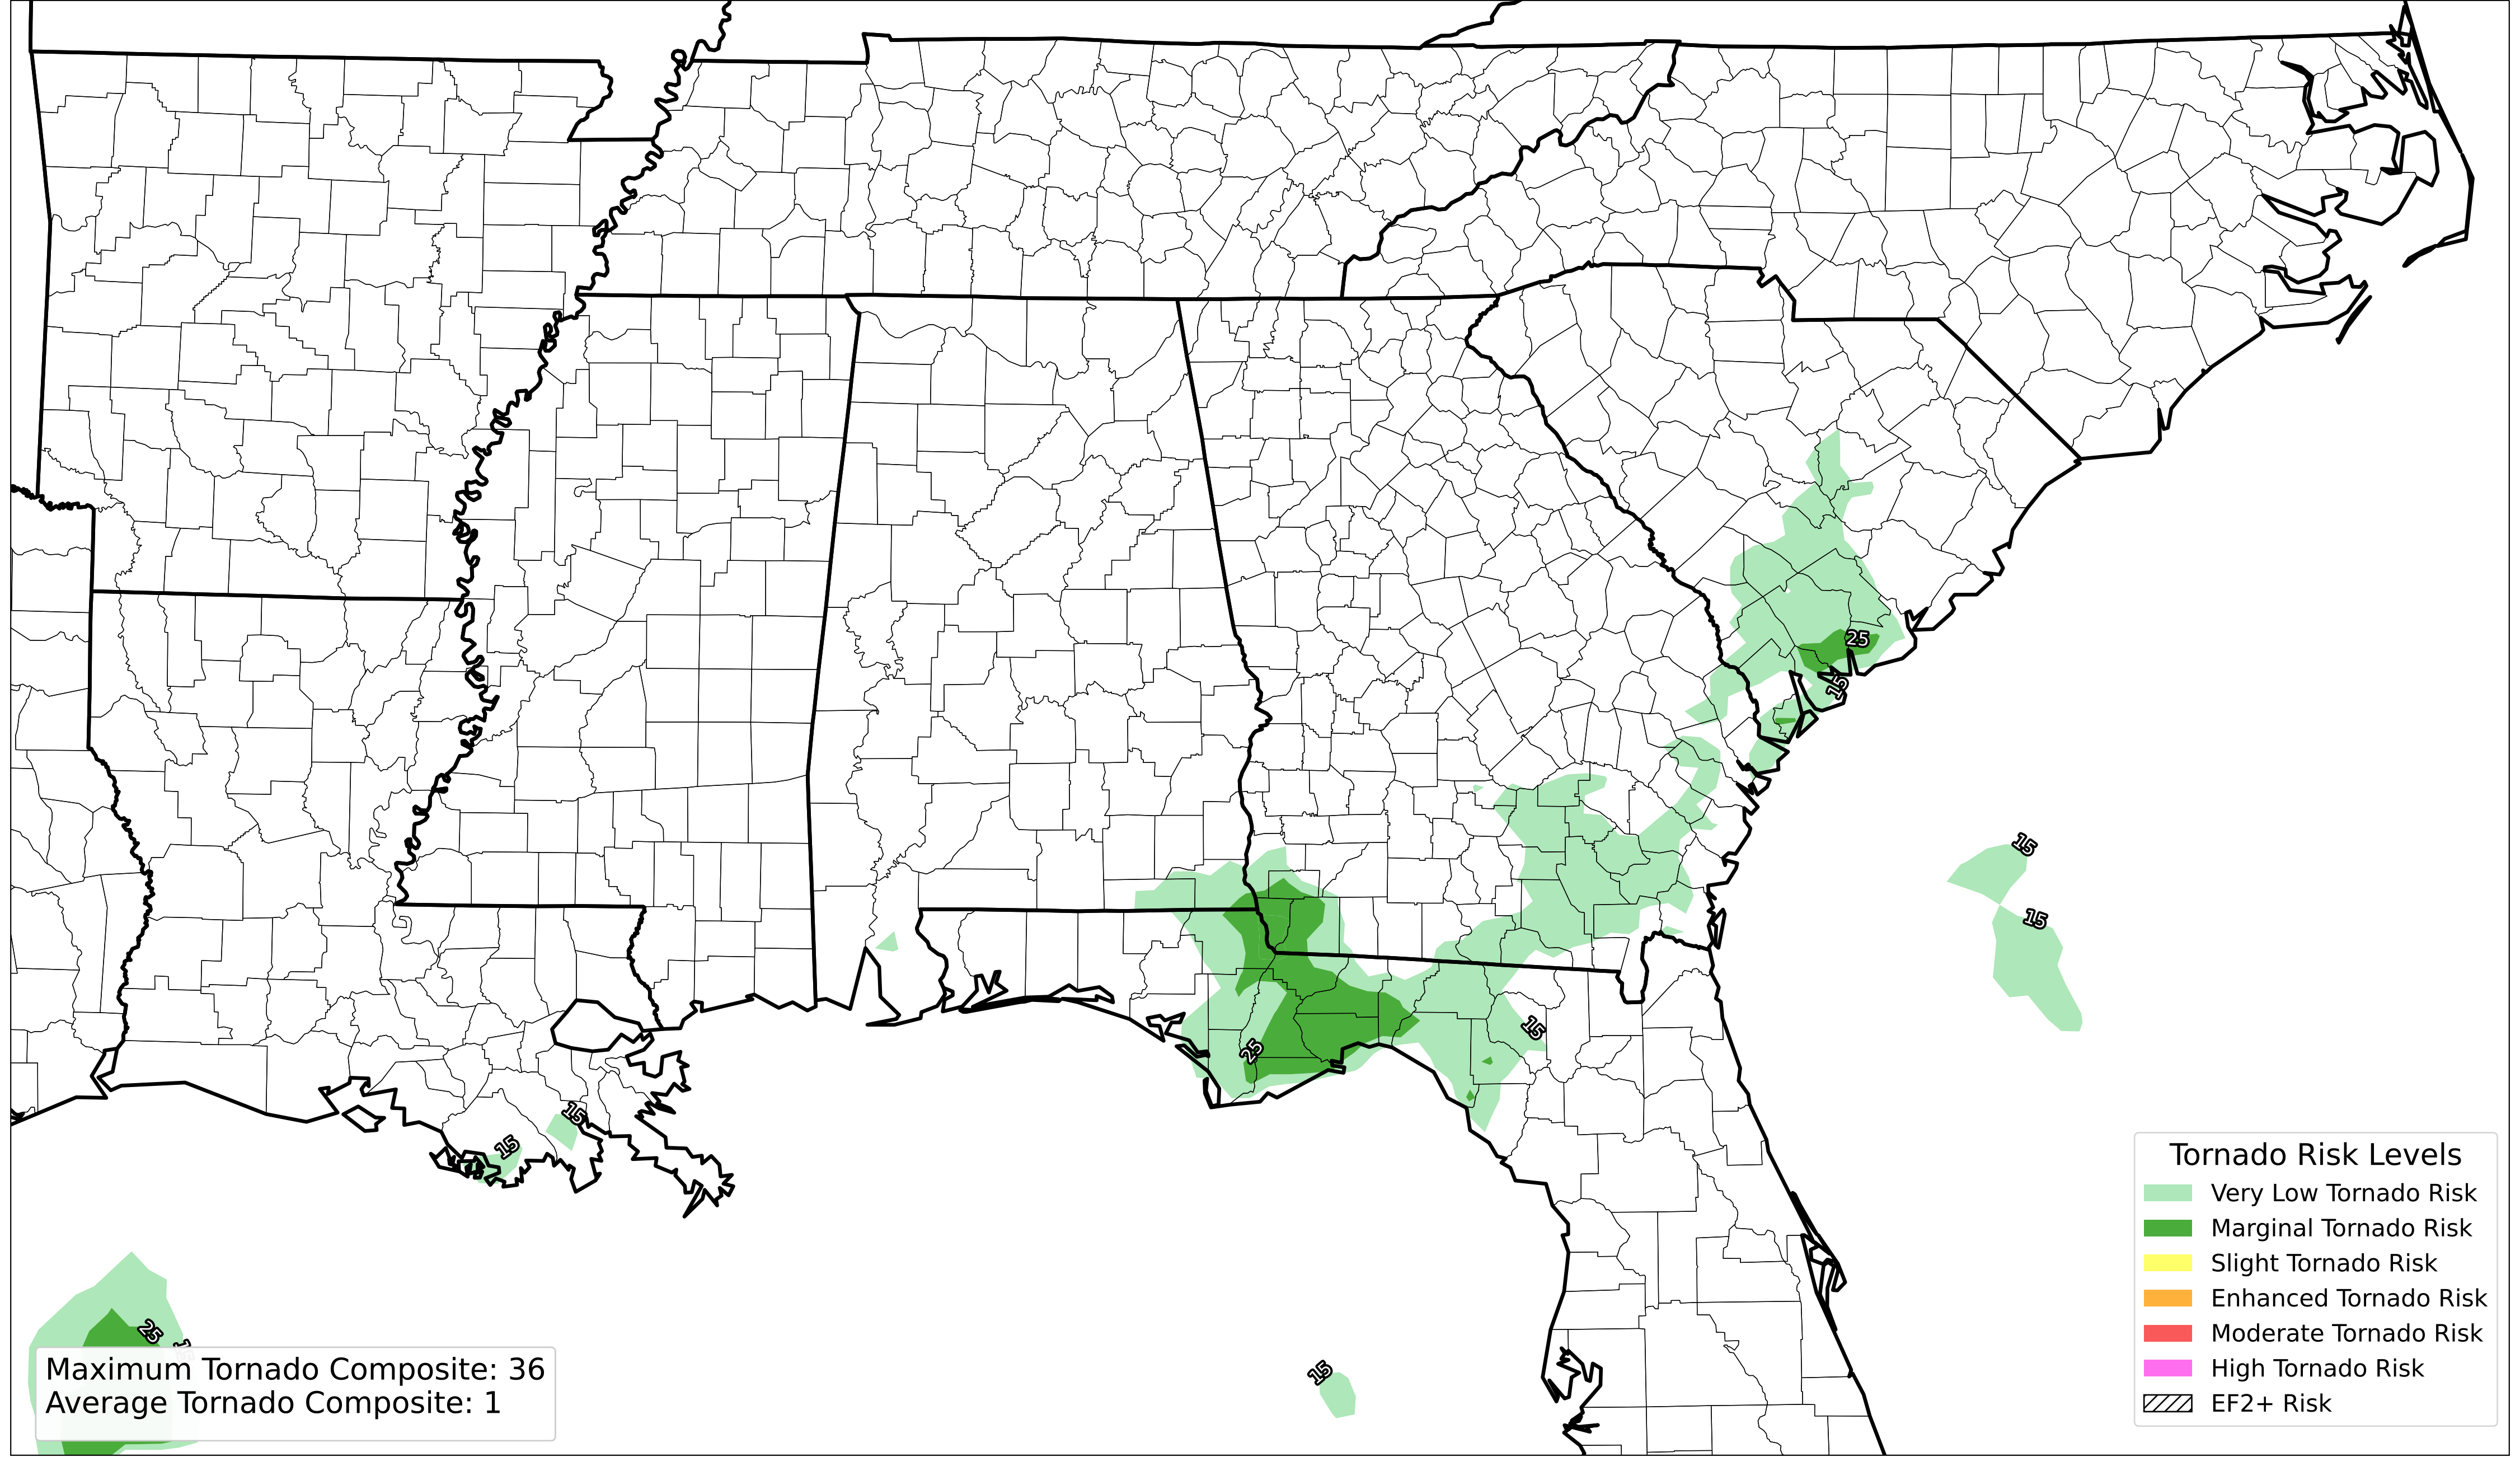 25
15
15
15
25
15
15
15
25
15
Maximum Tornado Composite: 36
Average Tornado Composite: 1
Tornado Risk Levels
Very Low Tornado Risk
Marginal Tornado Risk
Slight Tornado Risk
Enhanced Tornado Risk
Moderate Tornado Risk
High Tornado Risk
EF2+ Risk